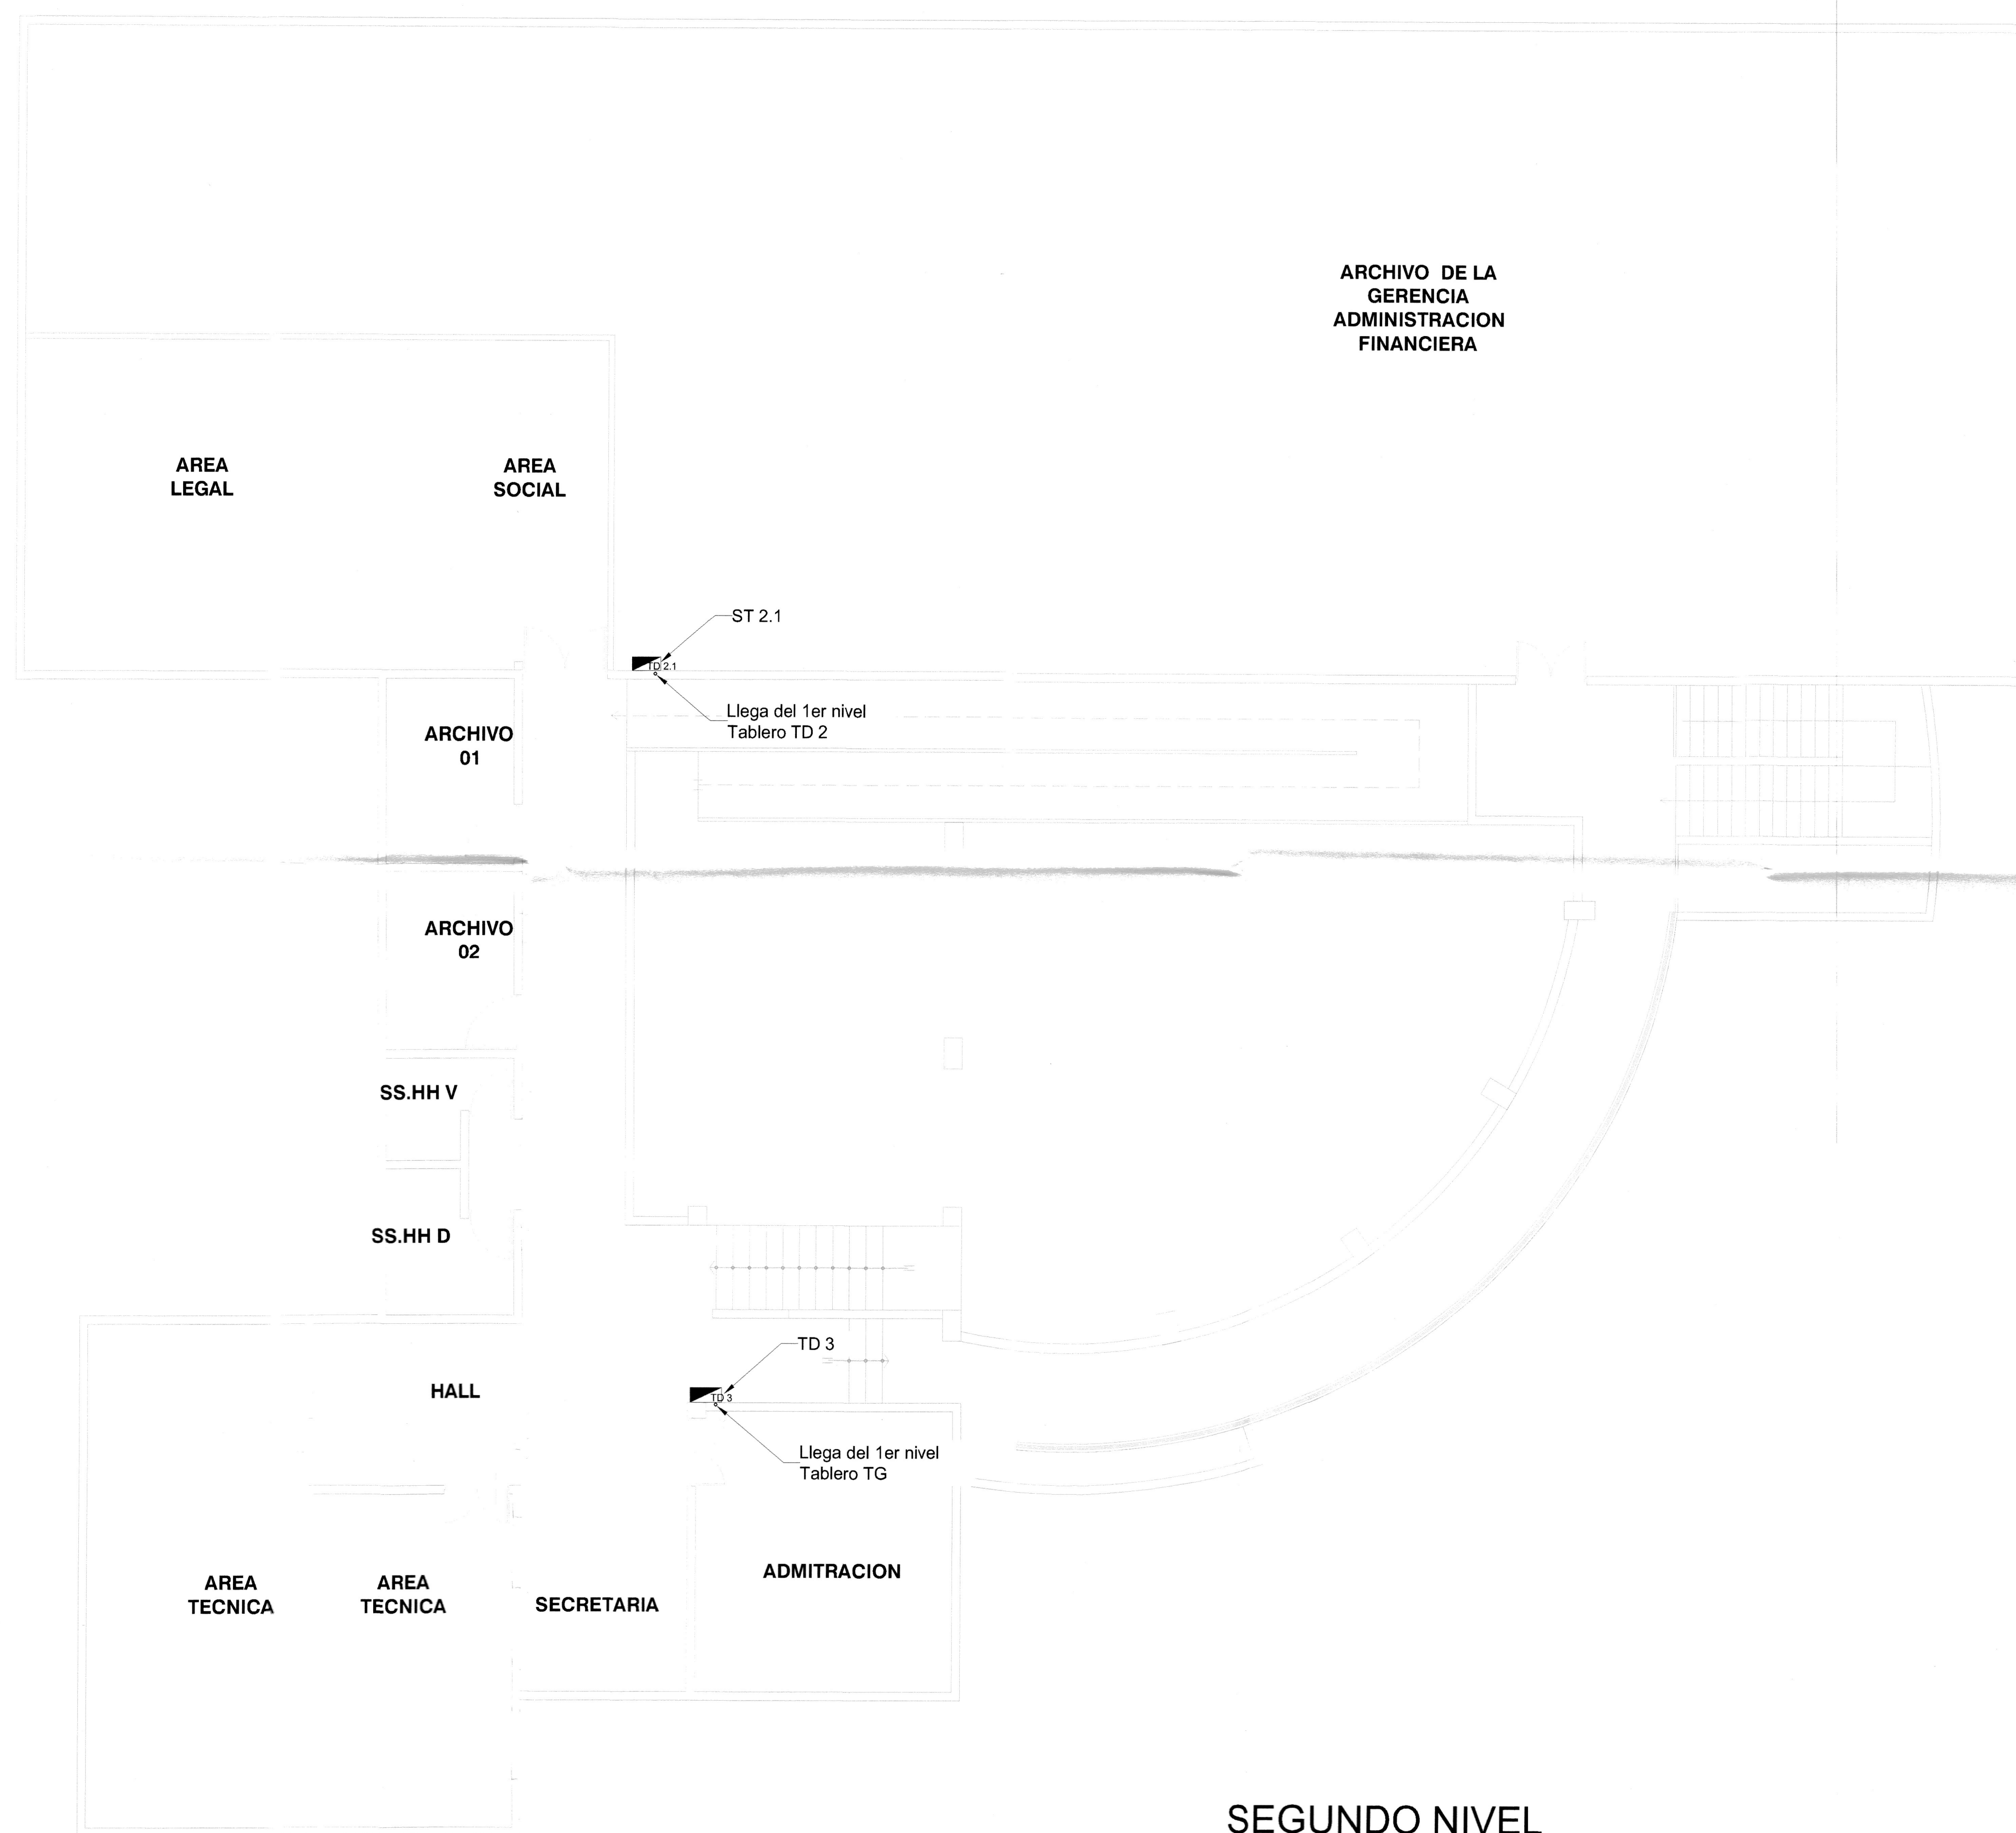 ARCHIVO DE LA
GERENCIA
ADMINISTRACION
FINANCIERA
AREA
LEGAL
AREA
SOCIAL
ST 2.1
TD 2.1
Llega del 1er nivel
Tablero TD 2
ARCHIVO
01
ARCHIVO
02
SS.HH V
SS.HH D
TD 3
HALL
TD 3
Llega del 1er nivel
Tablero TG
ADMITRACION
AREA
TECNICA
AREA
TECNICA
SECRETARIA
SEGUNDO NIVEL